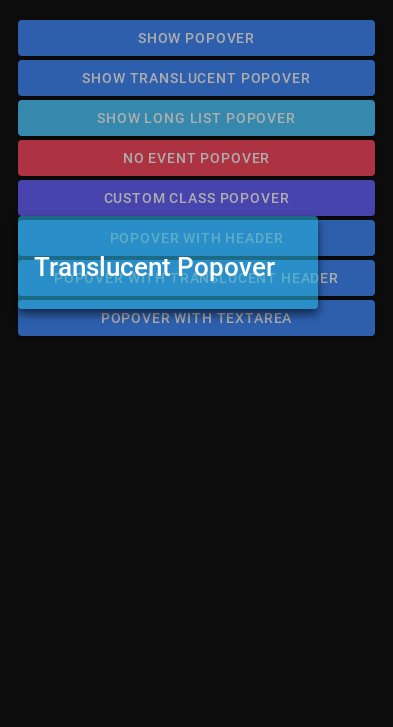 SHOW POPOVER
SHOW TRANSLUCENT POPOVER
SHOW LONG LIST POPOVER
NO EVENT POPOVER
CUSTOM CLASS POPOVER
POPOVER WITH HEADER
Translucent Popover
POPOVER WITH TRANSLUCENT HEADER
POPOVER WITH TEXTAREA